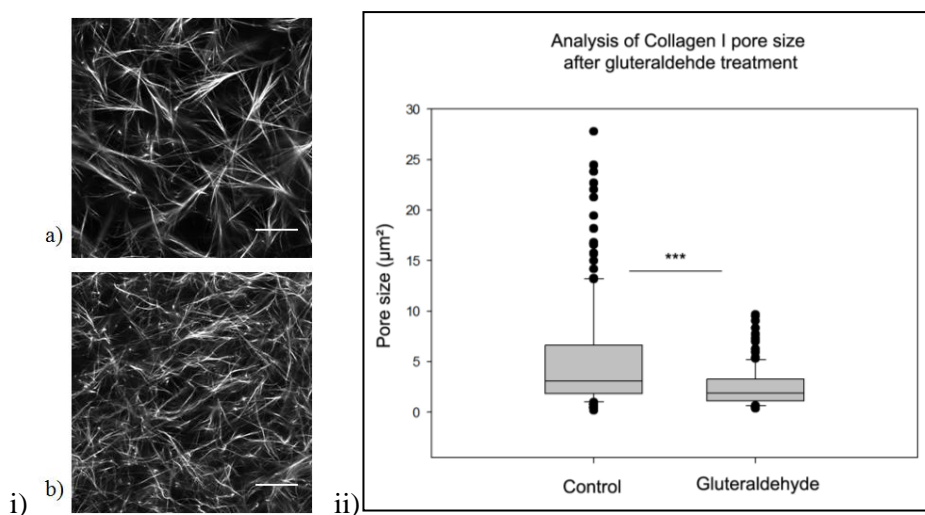 a)
b)
i)
ii)
Analysis of Collagen I pore size
after gluteraldehde treatment
Pore size (µm²)
30
25
20
15
10
5
0
***
Control
Gluteraldehyde